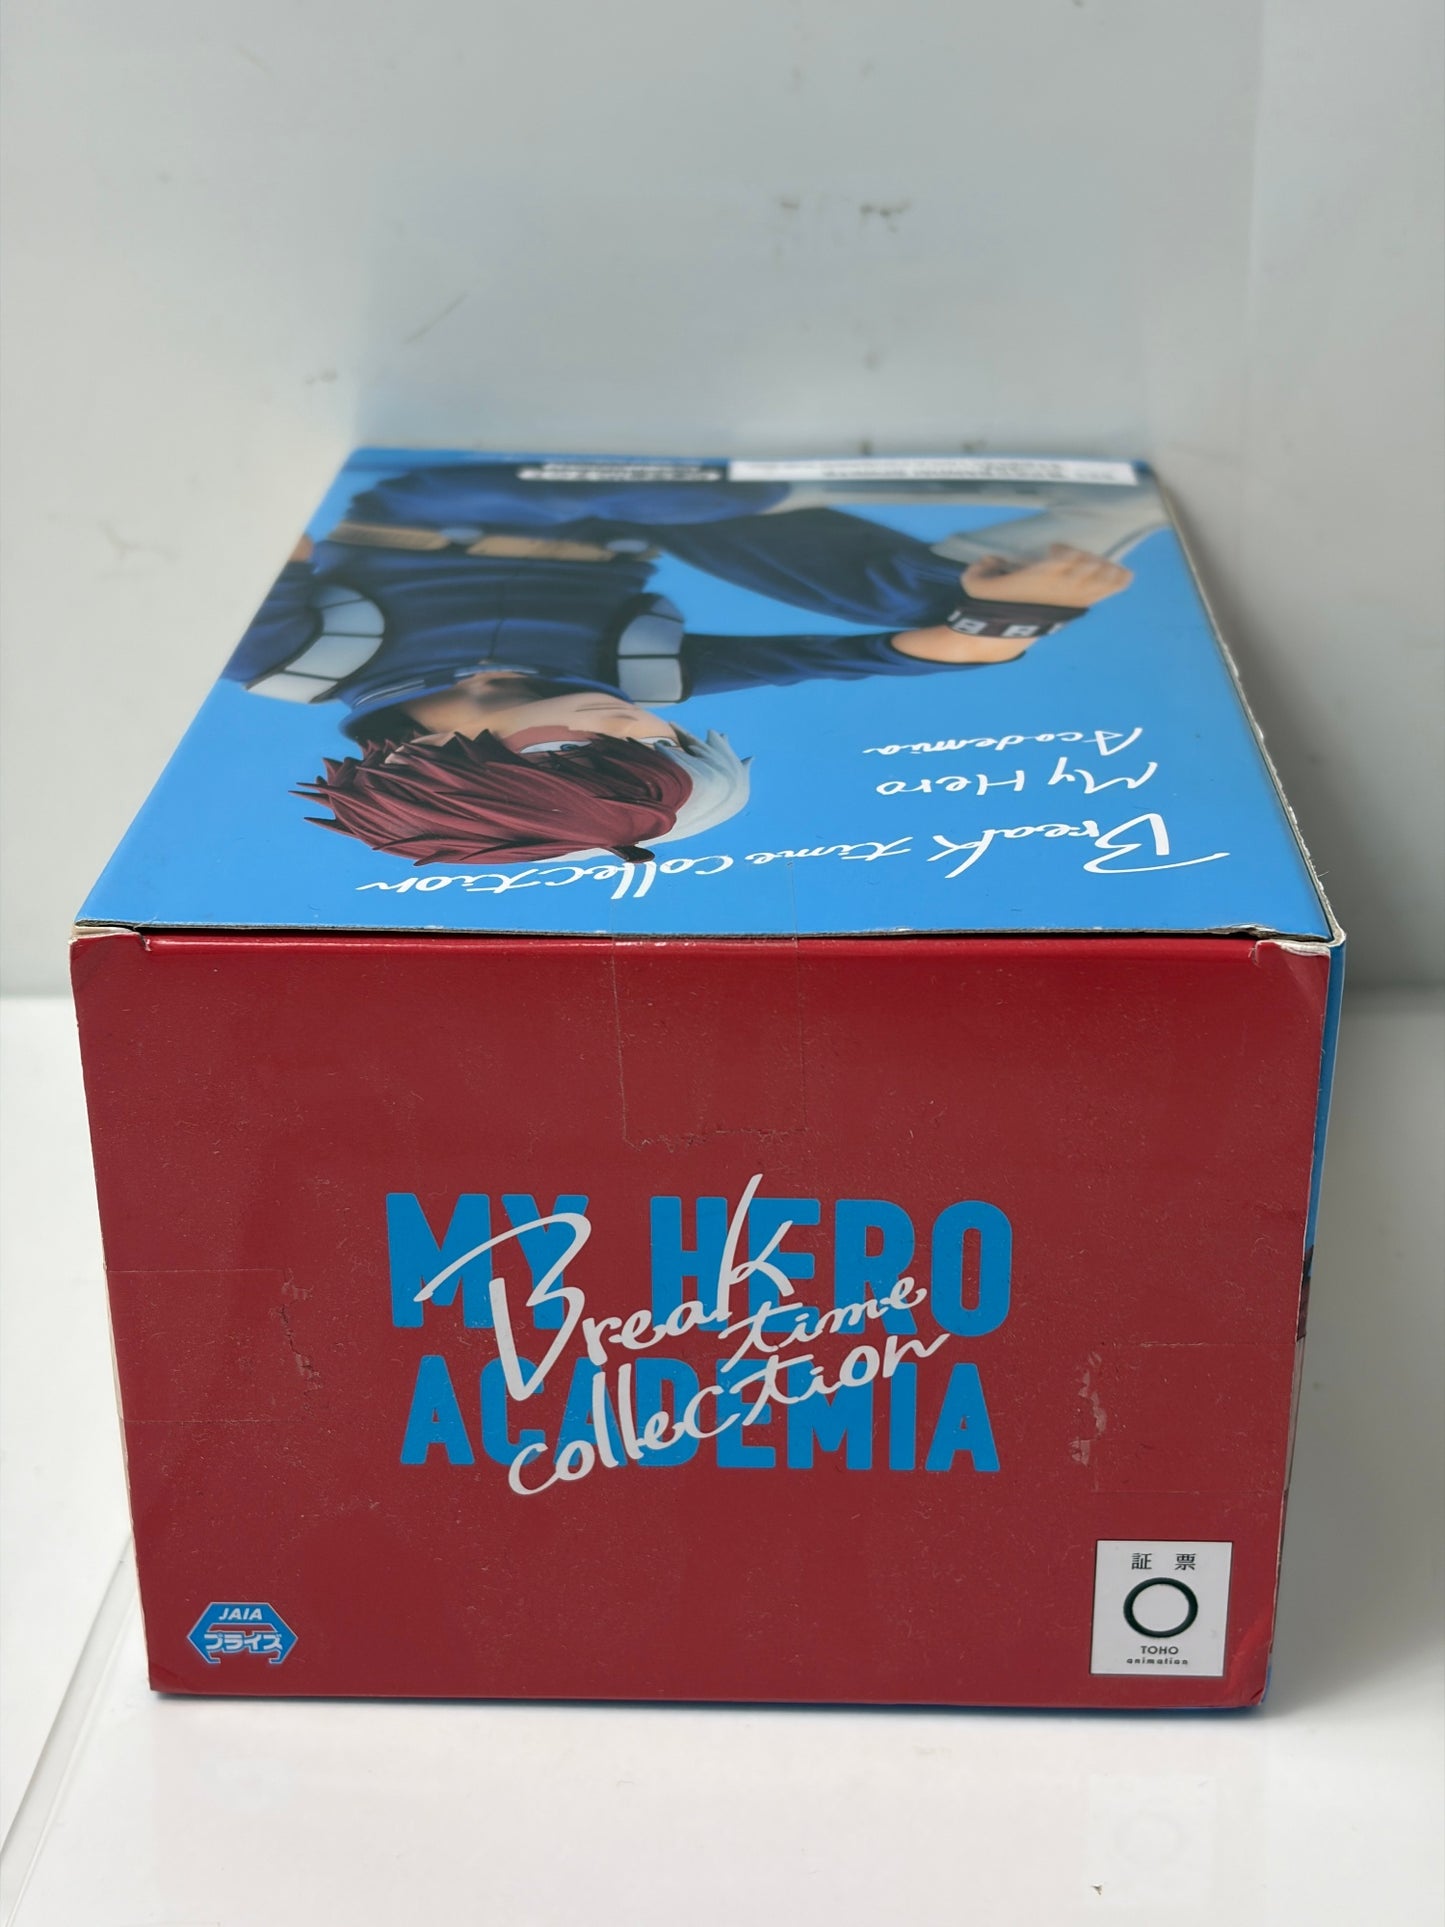 Break time collection
My Hero
Academia
MY HERO
ACADEMIA
Break
time
collection
JAIA
プライズ
証 票
TOHO
animation